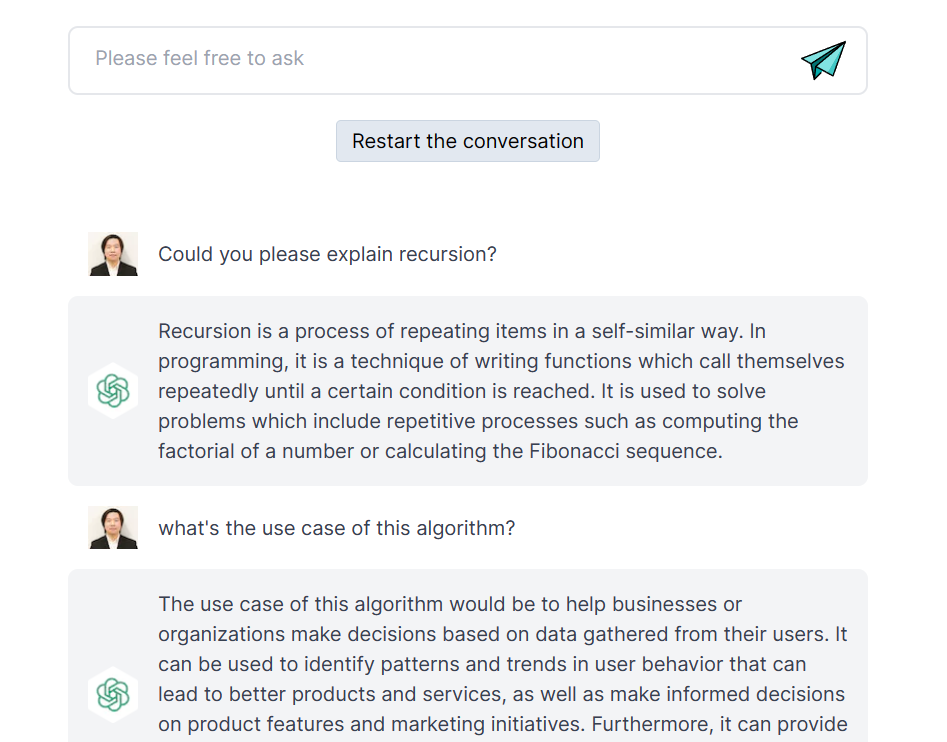 Please feel free to ask
Restart the conversation
Could you please explain recursion?
Recursion is a process of repeating items in a self-similar way. In
programming, it is a technique of writing functions which call themselves
repeatedly until a certain condition is reached. It is used to solve
problems which include repetitive processes such as computing the
factorial of a number or calculating the Fibonacci sequence.
what's the use case of this algorithm?
The use case of this algorithm would be to help businesses or
organizations make decisions based on data gathered from their users. It
can be used to identify patterns and trends in user behavior that can
lead to better products and services, as well as make informed decisions
on product features and marketing initiatives. Furthermore, it can provide